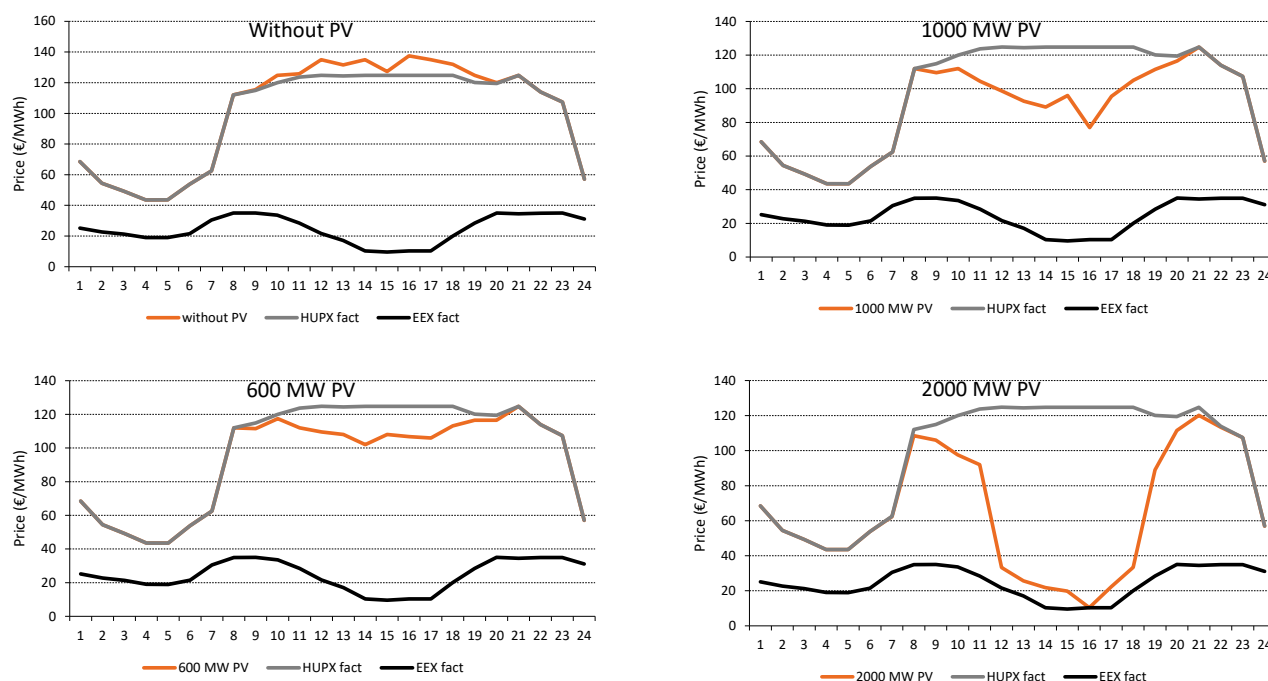 Without PV
Price (€/MWh)
160
140
120
100
80
60
40
20
0
1 2 3 4 5 6 7 8 9 10 11 12 13 14 15 16 17 18 19 20 21 22 23 24
without PV HUPX fact EEX fact
1000 MW PV
Price (€/MWh)
140
120
100
80
60
40
20
0
1 2 3 4 5 6 7 8 9 10 11 12 13 14 15 16 17 18 19 20 21 22 23 24
1000 MW PV HUPX fact EEX fact
600 MW PV
Price (€/MWh)
140
120
100
80
60
40
20
0
1 2 3 4 5 6 7 8 9 10 11 12 13 14 15 16 17 18 19 20 21 22 23 24
600 MW PV HUPX fact EEX fact
2000 MW PV
Price (€/MWh)
140
120
100
80
60
40
20
0
1 2 3 4 5 6 7 8 9 10 11 12 13 14 15 16 17 18 19 20 21 22 23 24
2000 MW PV HUPX fact EEX fact